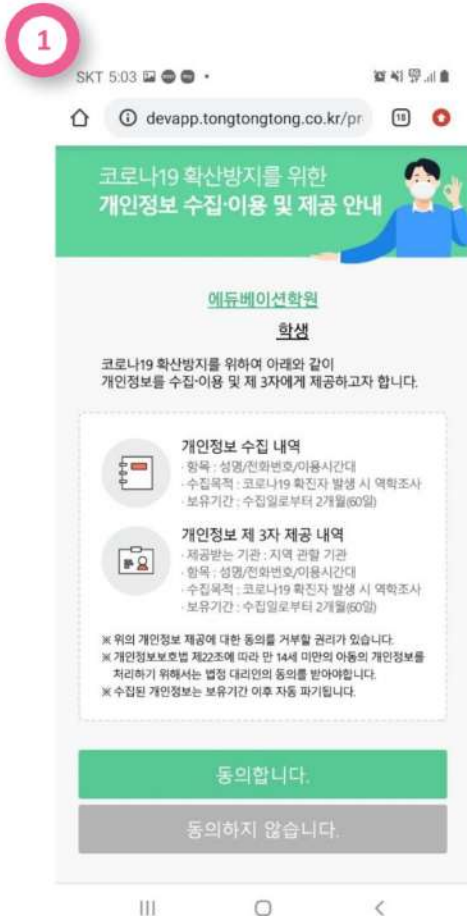 1
SKT 5:03
devapp.tongtongtong.co.kr/pr
18
코로나19 확산방지를 위한
개인정보 수집·이용 및 제공 안내
에듀베이션학원
학생
코로나19 확산방지를 위하여 아래와 같이
개인정보를 수집·이용 및 제 3자에게 제공하고자 합니다.
개인정보 수집 내역
· 항목 : 성명/전화번호/이용시간대
· 수집목적 : 코로나19 확진자 발생 시 역학조사
· 보유기간 : 수집일로부터 2개월(60일)
개인정보 제 3자 제공 내역
· 제공받는 기관 : 지역 관할 기관
· 항목 : 성명/전화번호/이용시간대
· 수집목적 : 코로나19 확진자 발생 시 역학조사
· 보유기간 : 수집일로부터 2개월(60일)
※ 위의 개인정보 제공에 대한 동의를 거부할 권리가 있습니다.
※ 개인정보보호법 제22조에 따라 만 14세 미만의 아동의 개인정보를
처리하기 위해서는 법정 대리인의 동의를 받아야합니다.
※ 수집된 개인정보는 보유기간 이후 자동 파기됩니다.
동의합니다.
동의하지 않습니다.